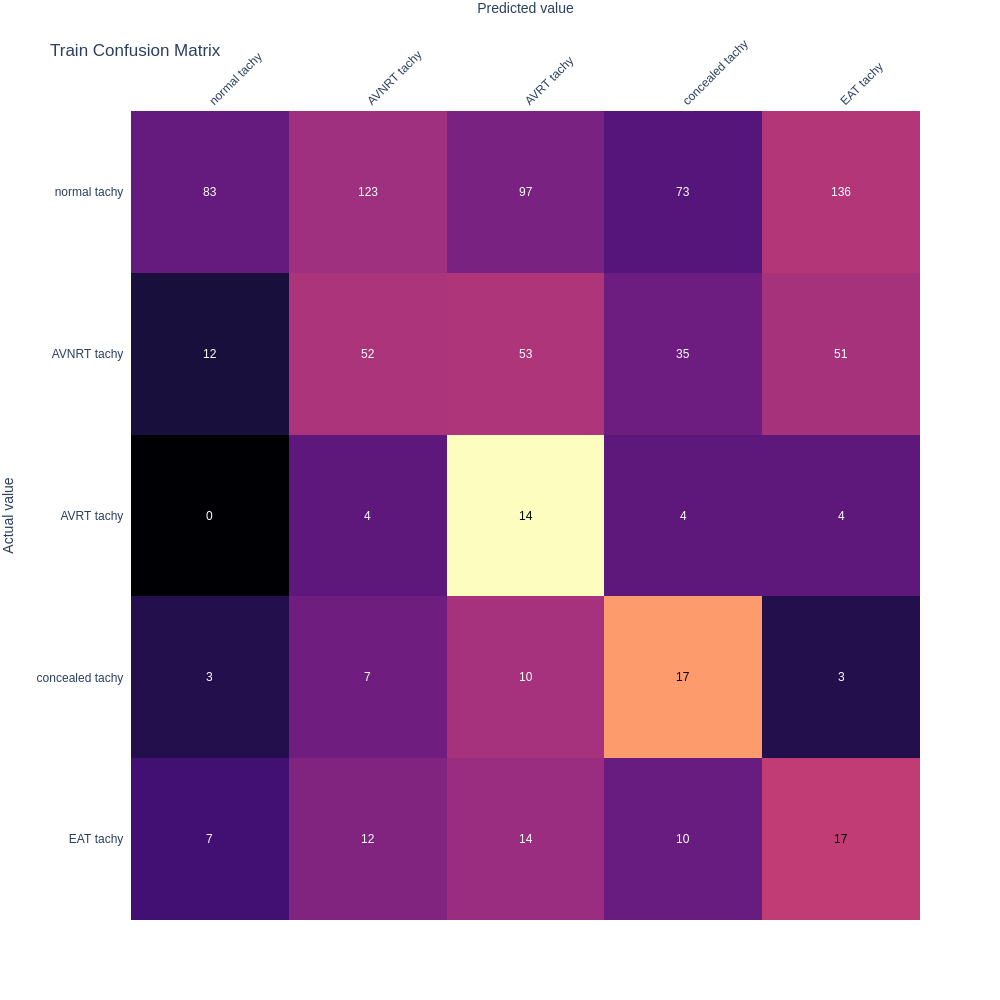 Predicted value
Train Confusion Matrix
normal tachy AVNRT tachy AVRT tachy concealed tachy EAT tachy
normal tachy 83 123 97 73 136
AVNRT tachy 12 52 53 35 51
AVRT tachy 0 4 14 4 4
concealed tachy 3 7 10 17 3
EAT tachy 7 12 14 10 17
Actual value